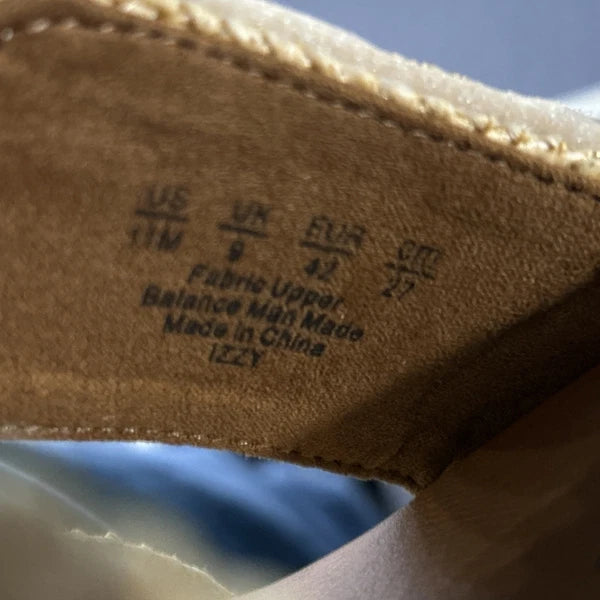 US UK EUR cm
11M 9 42 27
Fabric Upper
Balance Man Made
Made in China
IZZY